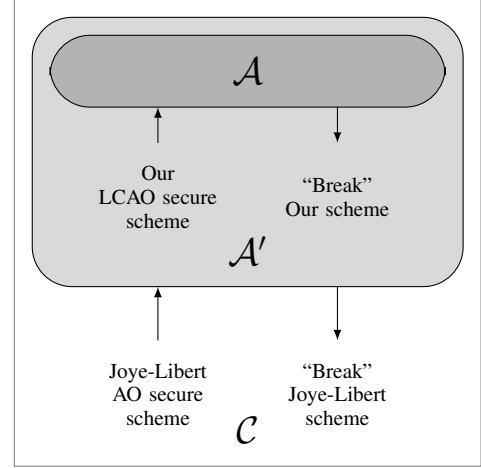 𝒜
Our
LCAO secure
scheme
“Break”
Our scheme
𝒜′
Joye-Libert
AO secure
scheme
“Break”
Joye-Libert
scheme
𝒞